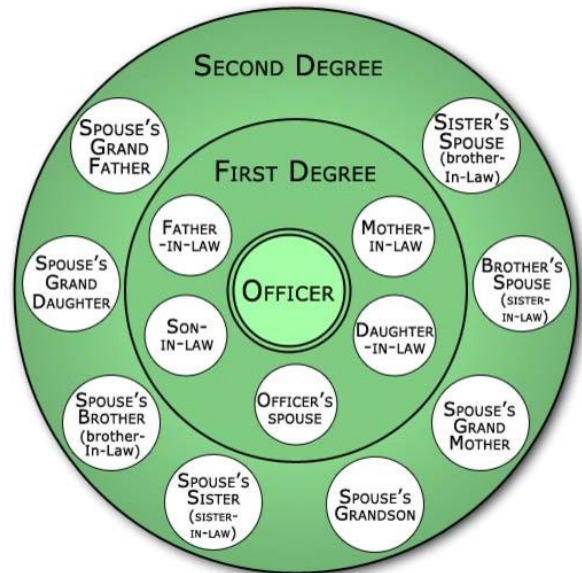 SECOND DEGREE
SPOUSE'S
GRAND
FATHER
SISTER'S
SPOUSE
(brother-
In-Law)
FIRST DEGREE
FATHER
-IN-LAW
MOTHER-
IN-LAW
SPOUSE'S
GRAND
DAUGHTER
OFFICER
BROTHER'S
SPOUSE
(SISTER-
IN-LAW)
SON-
IN-LAW
DAUGHTER
-IN-LAW
SPOUSE'S
BROTHER
(brother-
In-Law)
OFFICER'S
SPOUSE
SPOUSE'S
GRAND
MOTHER
SPOUSE'S
SISTER
(SISTER-
IN-LAW)
SPOUSE'S
GRANDSON